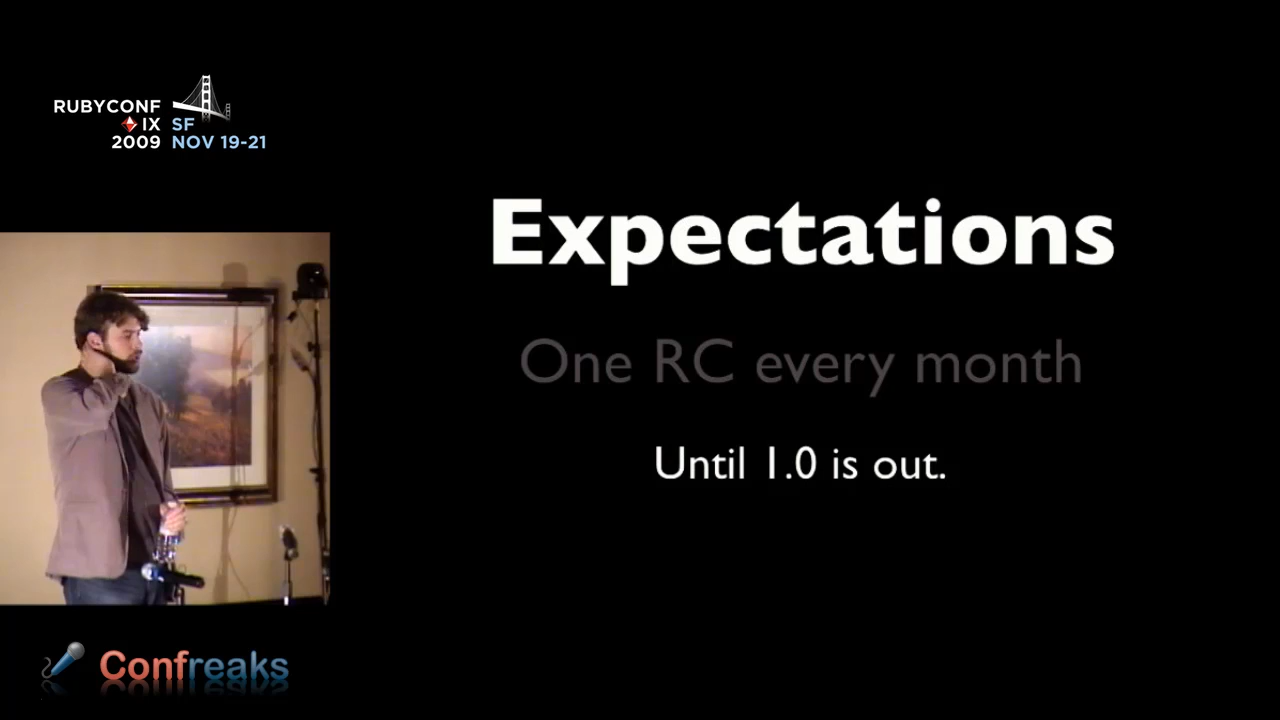 RUBYCONF
IX SF
2009 NOV 19-21
Expectations
One RC every month
Until 1.0 is out.
Confreaks